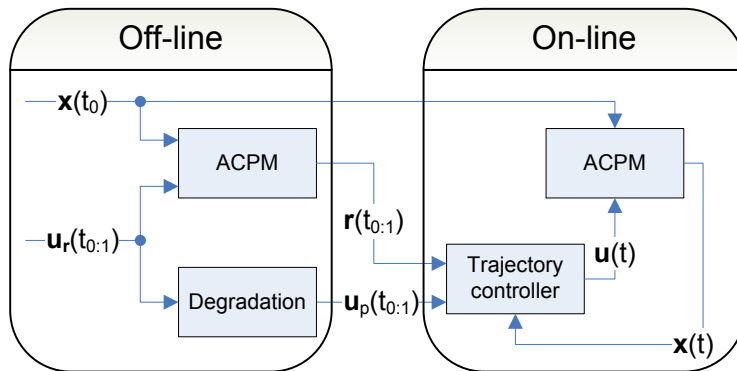 Off-line
On-line
x(t₀)
ACPM
ACPM
r(t₀:₁)
uᵣ(t₀:₁)
u(t)
Trajectory
controller
Degradation
uₚ(t₀:₁)
x(t)